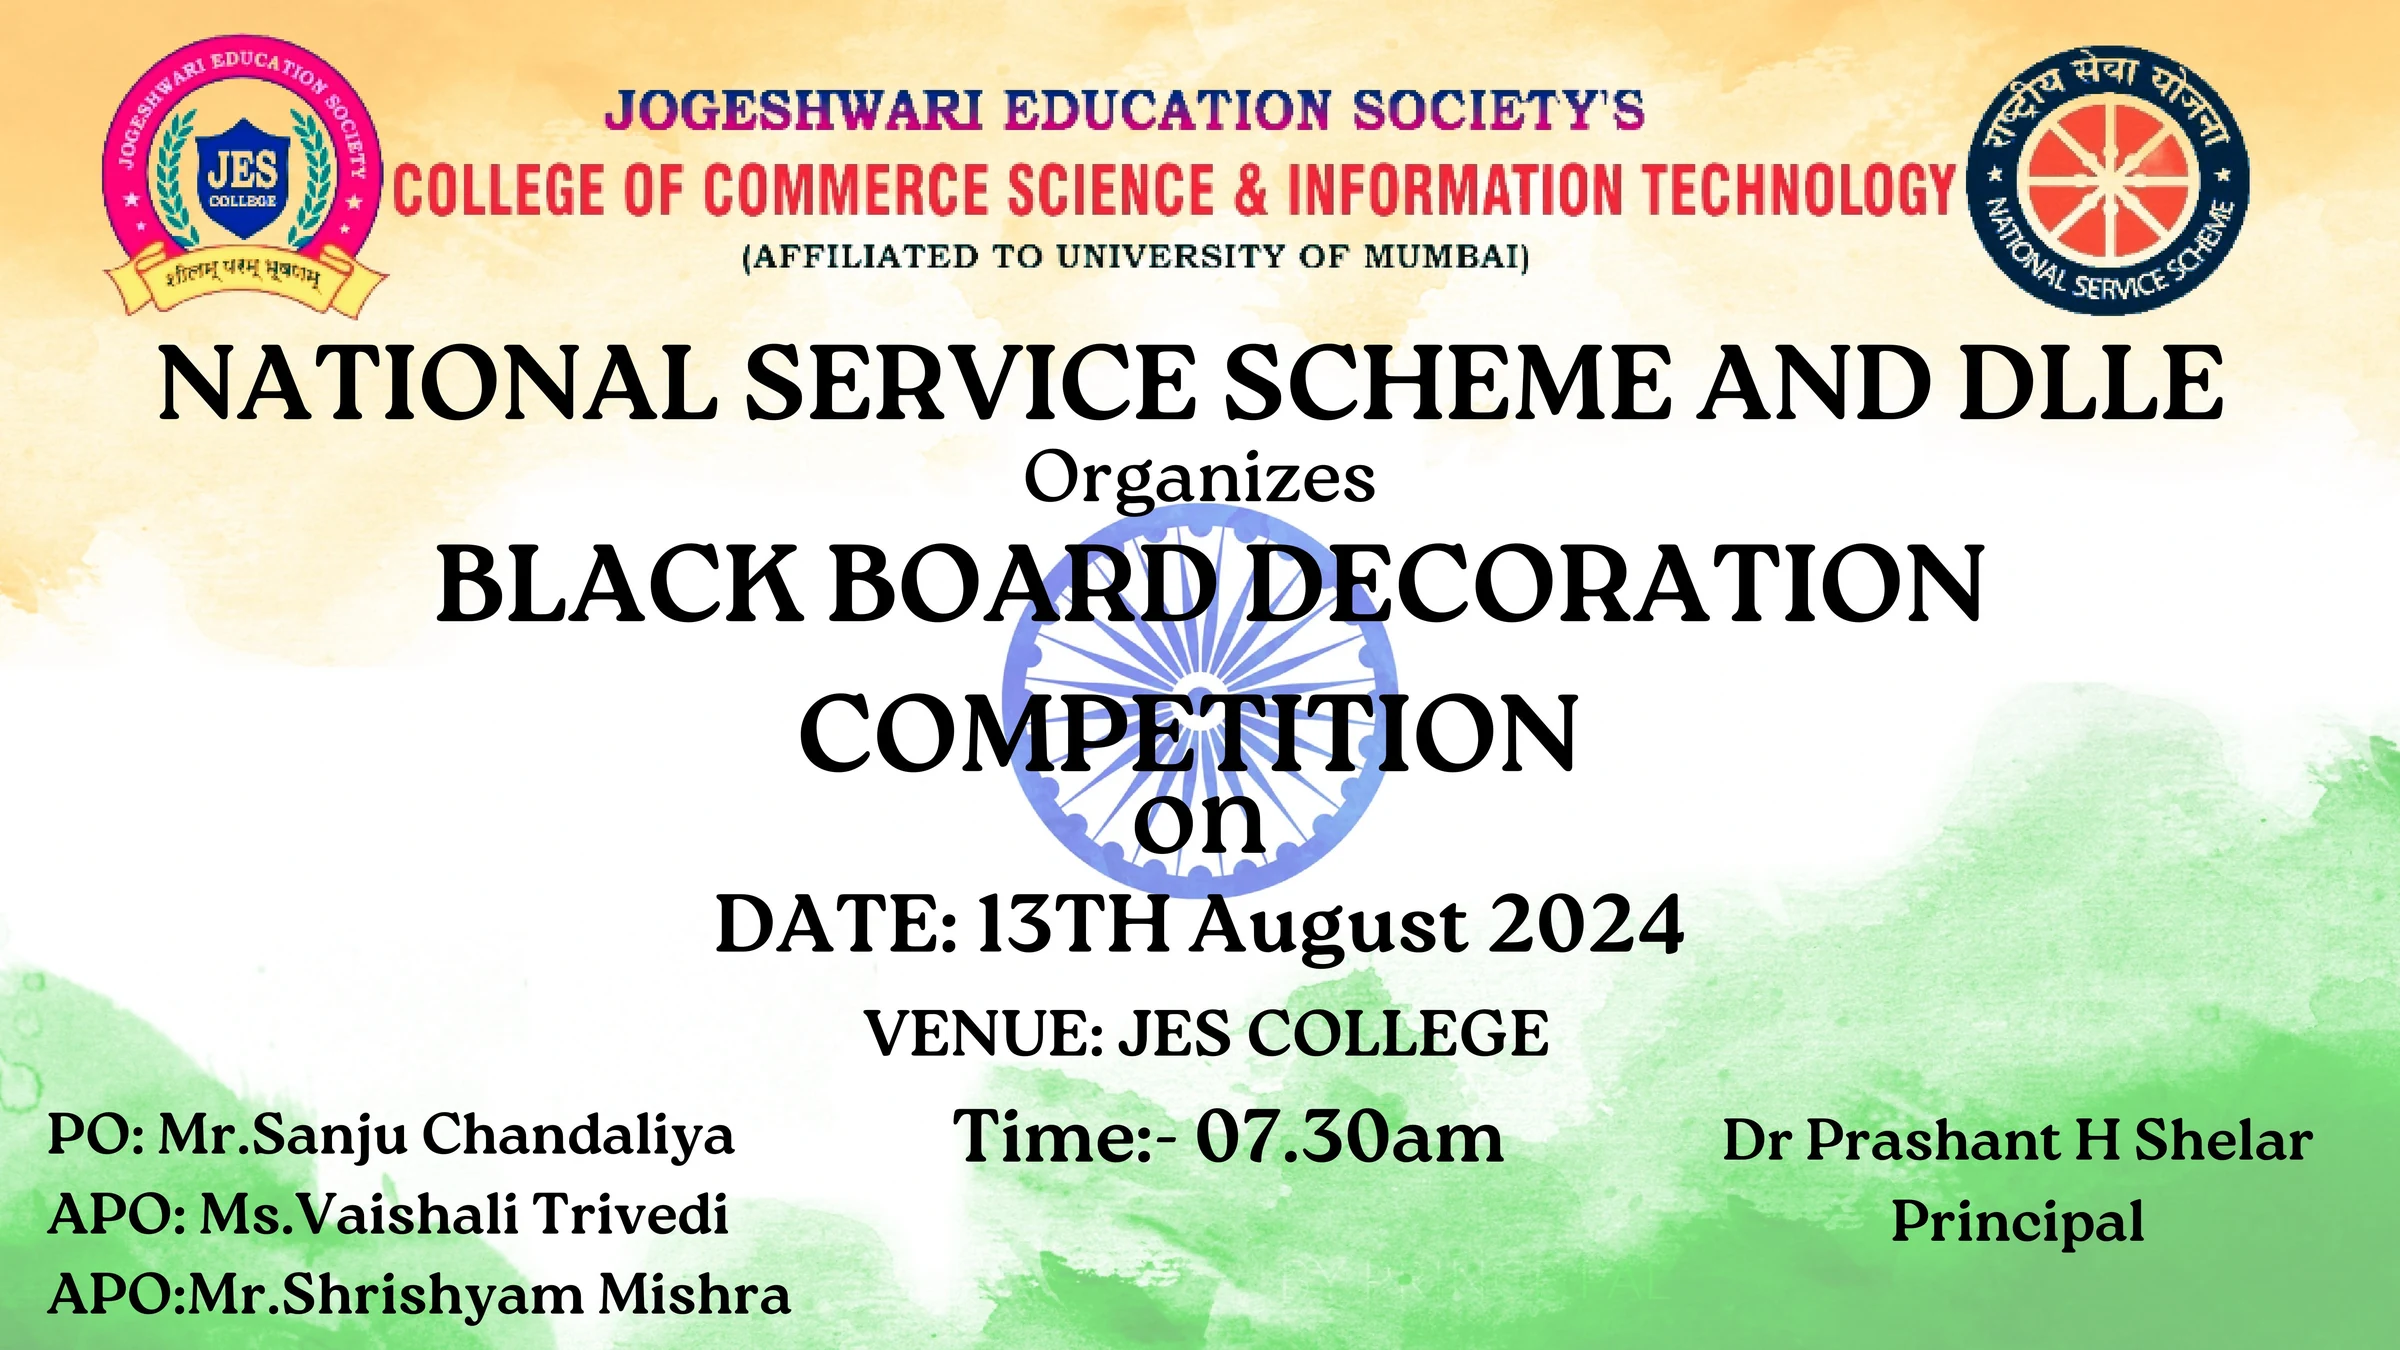 JOGESHWARI EDUCATION SOCIETY
JES
COLLEGE
शीलम् परम् भूषणम्
JOGESHWARI EDUCATION SOCIETY'S
COLLEGE OF COMMERCE SCIENCE & INFORMATION TECHNOLOGY
(AFFILIATED TO UNIVERSITY OF MUMBAI)
राष्ट्रीय सेवा योजना
NATIONAL SERVICE SCHEME
NATIONAL SERVICE SCHEME AND DLLE
Organizes
BLACK BOARD DECORATION
COMPETITION
on
DATE: 13TH August 2024
VENUE: JES COLLEGE
Time:- 07.30am
PO: Mr.Sanju Chandaliya
APO: Ms.Vaishali Trivedi
APO:Mr.Shrishyam Mishra
Dr Prashant H Shelar
Principal